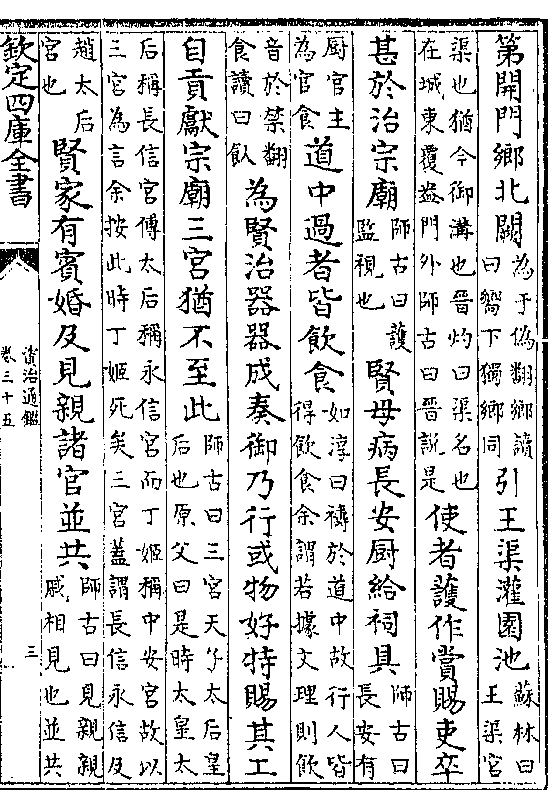 第開門鄉北闕為于偽翻鄉讀曰嚮下獨鄉同引王渠灌園池蘇林曰王渠官
渠也猶今御溝也晋灼曰渠名也在城東覆盎門外師古曰晋說是使者護作賞賜吏卒
甚於治宗廟師古曰護監視也賢母病長安厨給祠具師古曰長安有
厨官主為官食道中過者皆飲食如淳曰禱於道中故行人皆得飲食余謂若據文理則飲
音於禁翻食讀曰飤為賢治器器成奏御乃行或物好特賜其工
自貢獻宗廟三宮猶不至此師古曰三宮天子太后皇后也原父曰是時太皇太
后稱長信宮傅太后稱永信宮而丁姬稱中安宮故以三宮為言余按此時丁姬死矣三宮蓋謂長信永信及
趙太后宮也賢家有賓婚及見親諸官並共師古曰見親親戚相見也並共
欽定四庫全書
資治通鑑
卷三十五
三